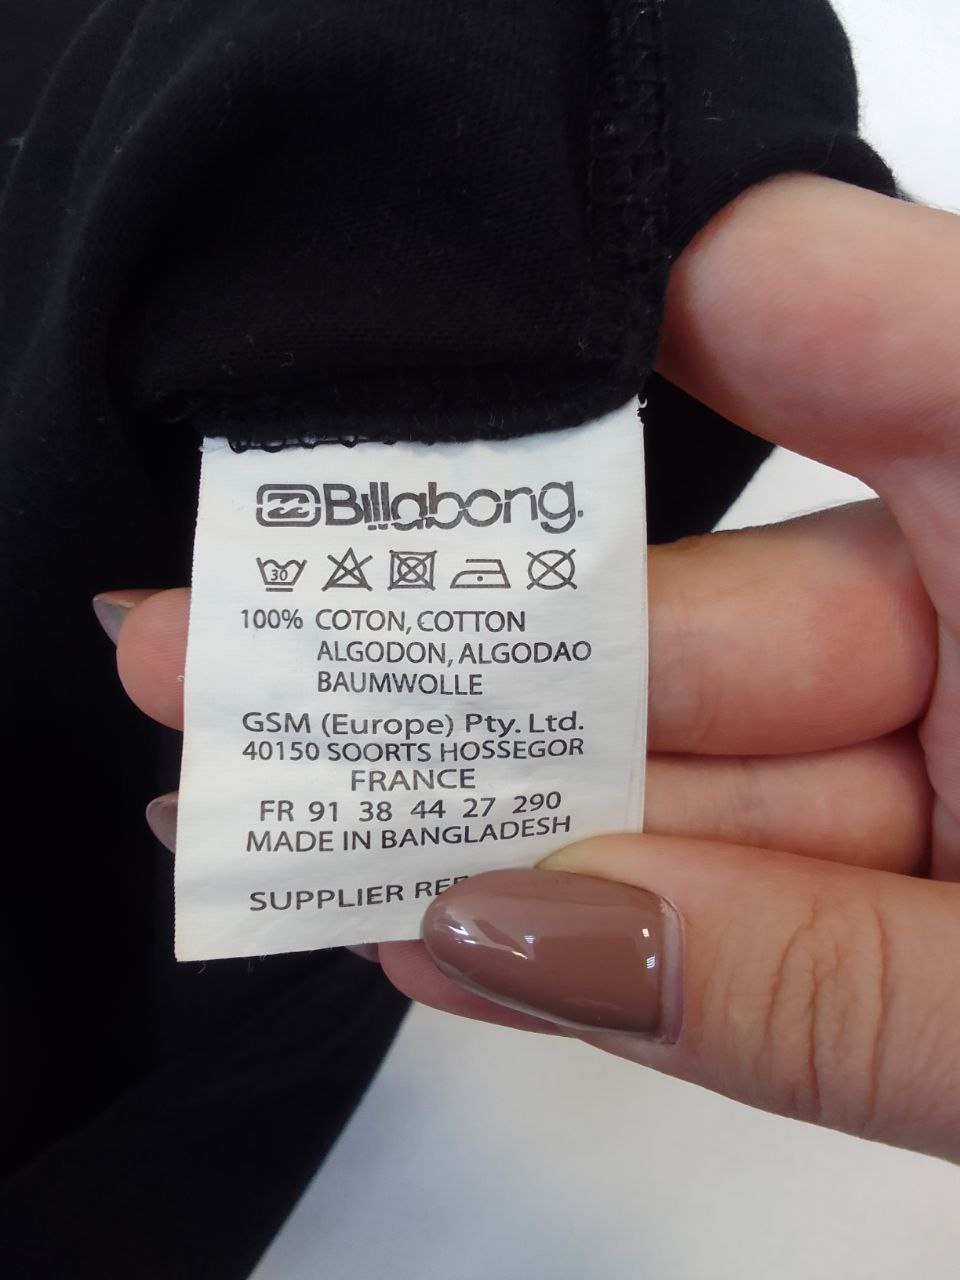 Billabong.
30
100% COTON, COTTON
ALGODON, ALGODAO
BAUMWOLLE
GSM (Europe) Pty. Ltd.
40150 SOORTS HOSSEGOR
FRANCE
FR 91 38 44 27 290
MADE IN BANGLADESH
SUPPLIER